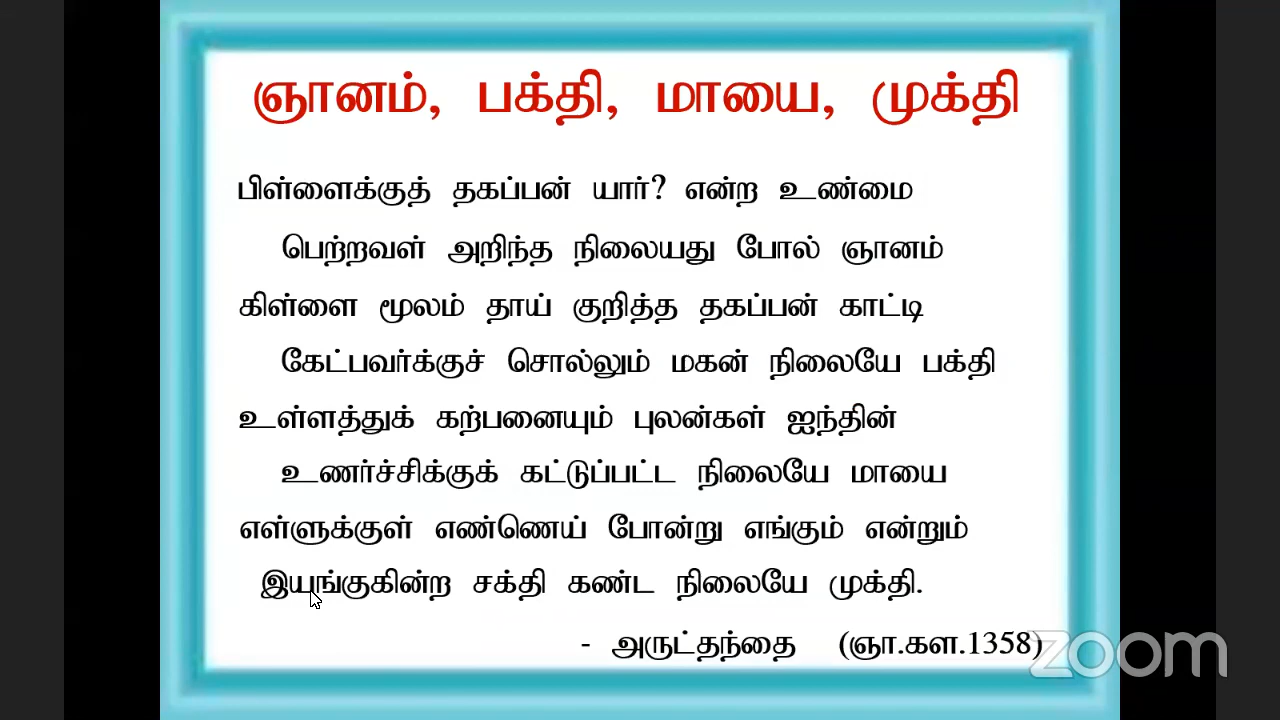 ஞானம், பக்தி, மாயை, முக்தி
பிள்ளைக்குத் தகப்பன் யார்? என்ற உண்மை
பெற்றவள் அறிந்த நிலையது போல் ஞானம்
கிள்ளை மூலம் தாய் குறித்த தகப்பன் காட்டி
கேட்பவர்க்குச் சொல்லும் மகன் நிலையே பக்தி
உள்ளத்துக் கற்பனையும் புலன்கள் ஐந்தின்
உணர்ச்சிக்குக் கட்டுப்பட்ட நிலையே மாயை
எள்ளுக்குள் எண்ணெய் போன்று எங்கும் என்றும்
இயங்குகின்ற சக்தி கண்ட நிலையே முக்தி.
- அருட்தந்தை (ஞா.கள.1358)
zoom